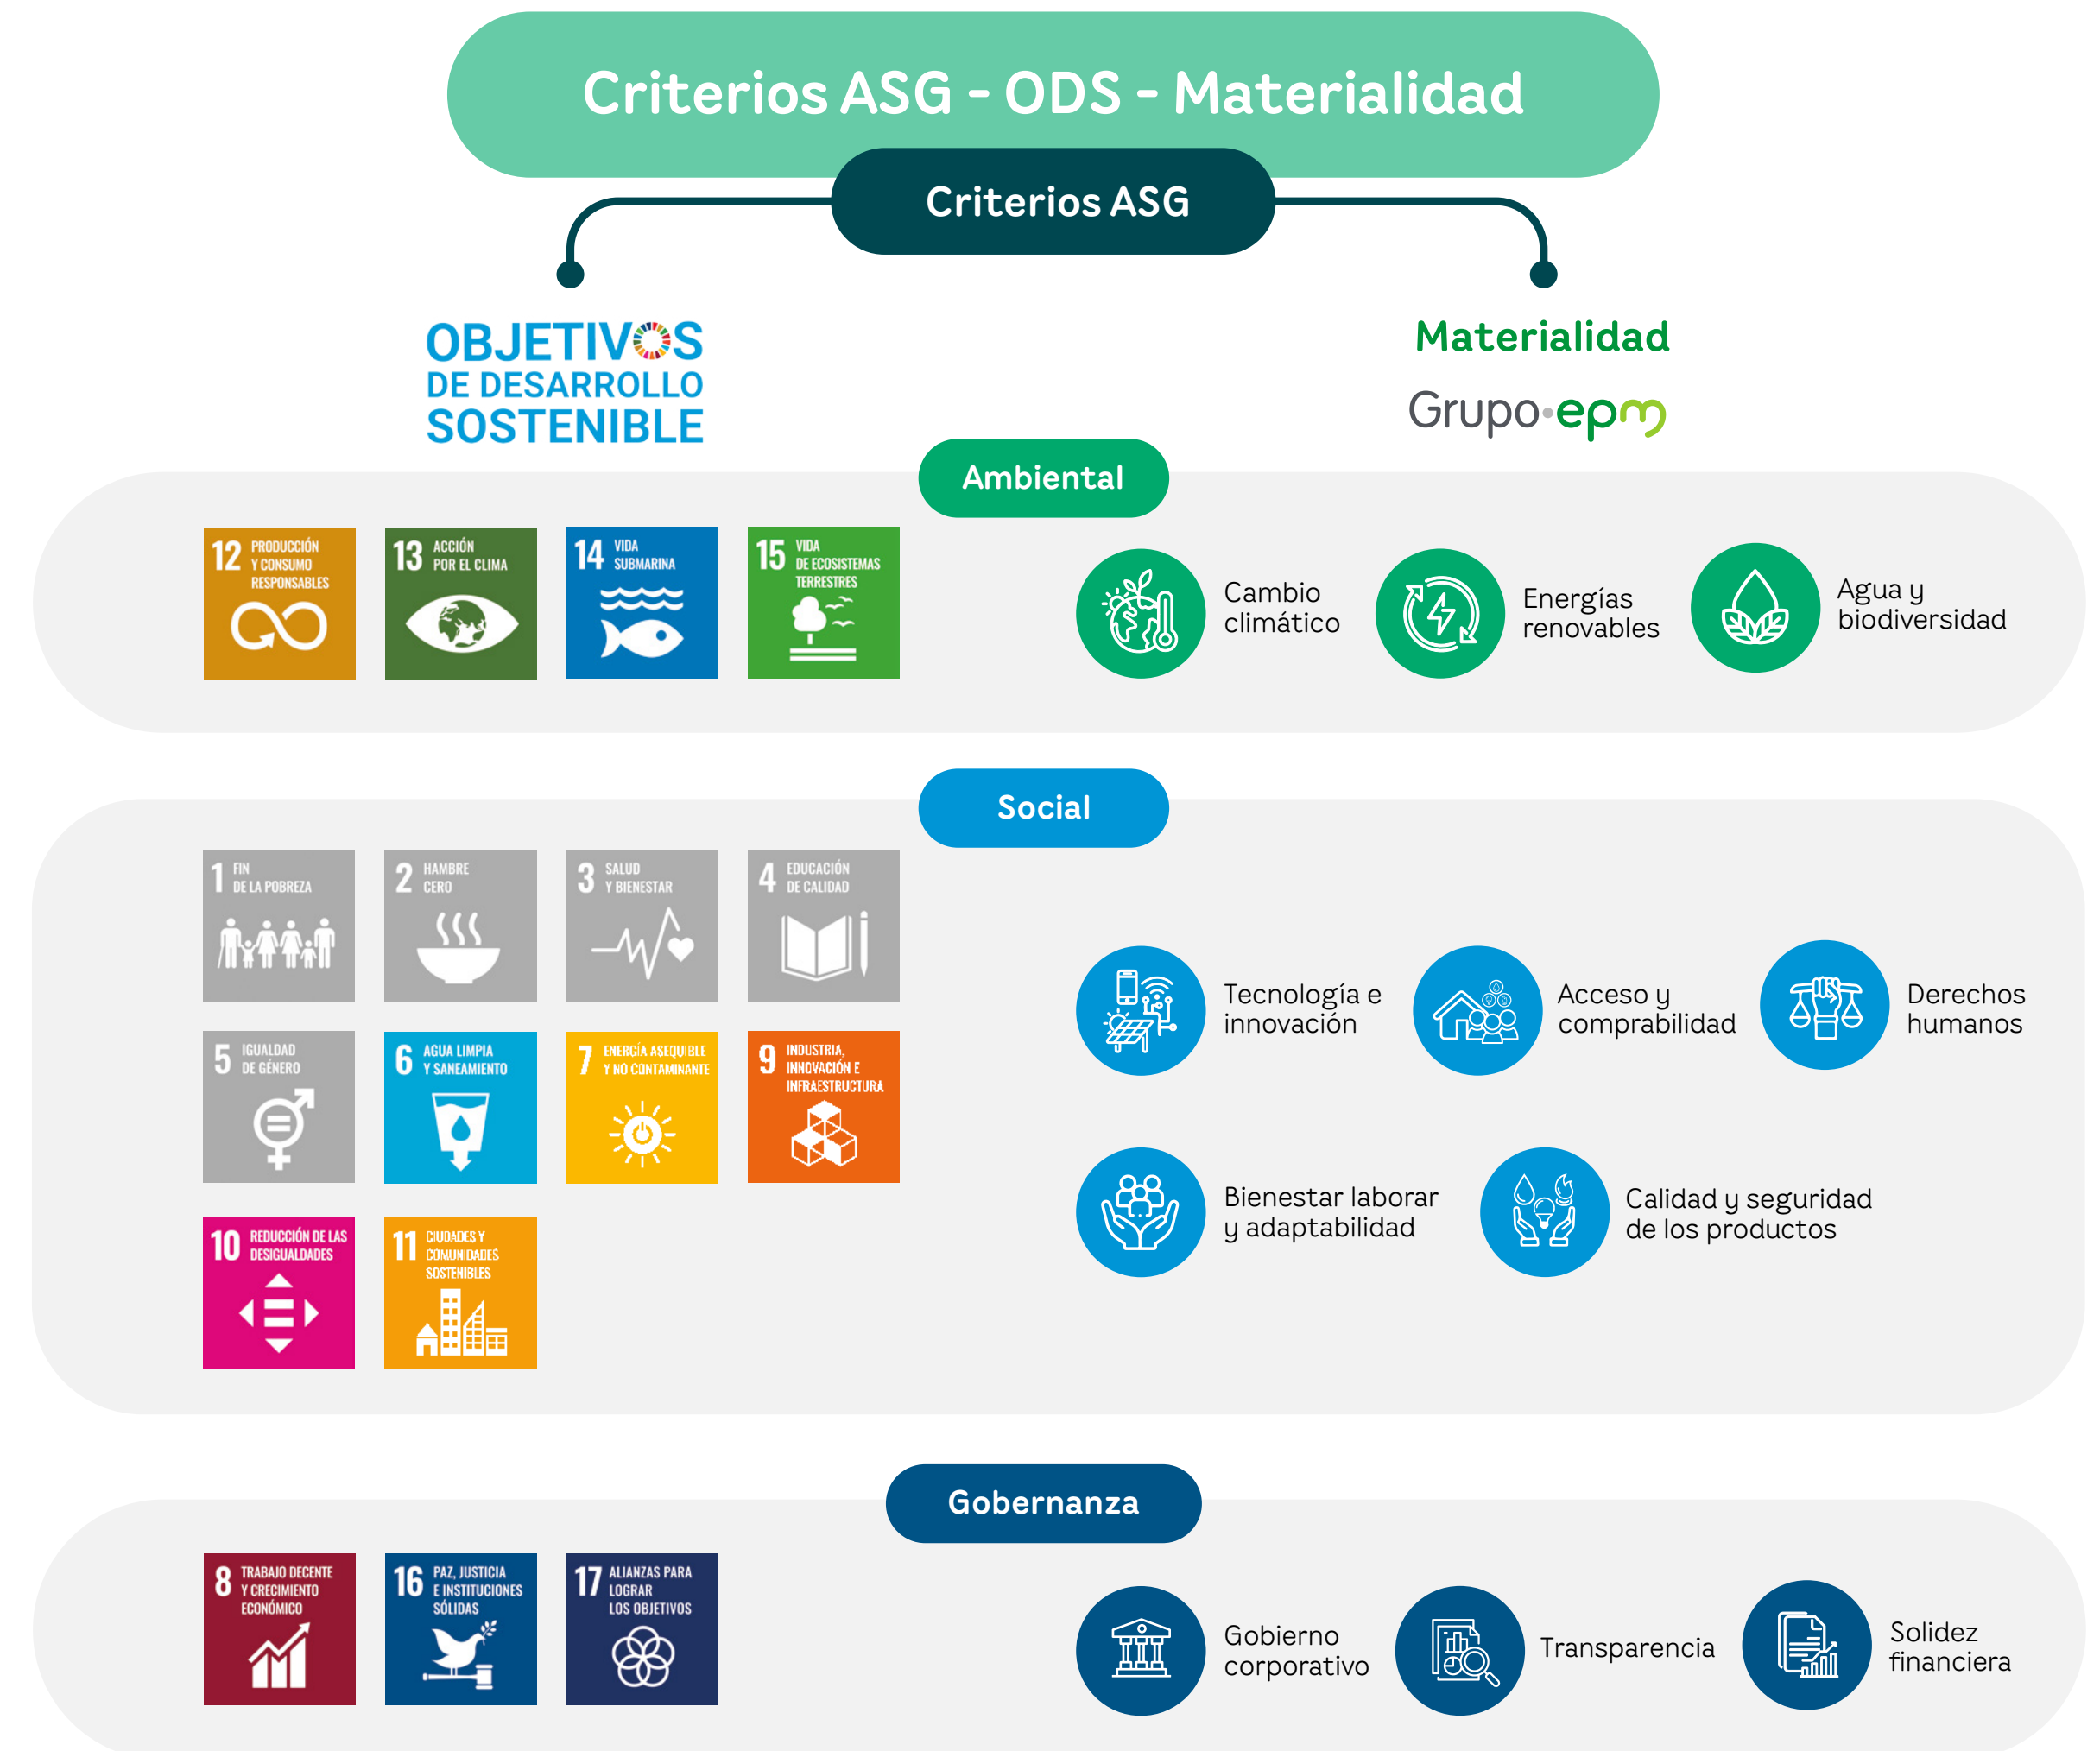 Criterios ASG - ODS - Materialidad
Criterios ASG
OBJETIVOS
DE DESARROLLO
SOSTENIBLE
Materialidad
Grupo·epm
Ambiental
12 PRODUCCIÓN
Y CONSUMO
RESPONSABLES
13 ACCIÓN
POR EL CLIMA
14 VIDA
SUBMARINA
15 VIDA
DE ECOSISTEMAS
TERRESTRES
Cambio
climático
Energías
renovables
Agua y
biodiversidad
Social
1 FIN
DE LA POBREZA
2 HAMBRE
CERO
3 SALUD
Y BIENESTAR
4 EDUCACIÓN
DE CALIDAD
5 IGUALDAD
DE GÉNERO
6 AGUA LIMPIA
Y SANEAMIENTO
7 ENERGÍA ASEQUIBLE
Y NO CONTAMINANTE
9 INDUSTRIA,
INNOVACIÓN E
INFRAESTRUCTURA
10 REDUCCIÓN DE LAS
DESIGUALDADES
11 CIUDADES Y
COMUNIDADES
SOSTENIBLES
Tecnología e
innovación
Acceso y
comprabilidad
Derechos
humanos
Bienestar laborar
y adaptabilidad
Calidad y seguridad
de los productos
Gobernanza
8 TRABAJO DECENTE
Y CRECIMIENTO
ECONÓMICO
16 PAZ, JUSTICIA
E INSTITUCIONES
SÓLIDAS
17 ALIANZAS PARA
LOGRAR
LOS OBJETIVOS
Gobierno
corporativo
Transparencia
Solidez
financiera